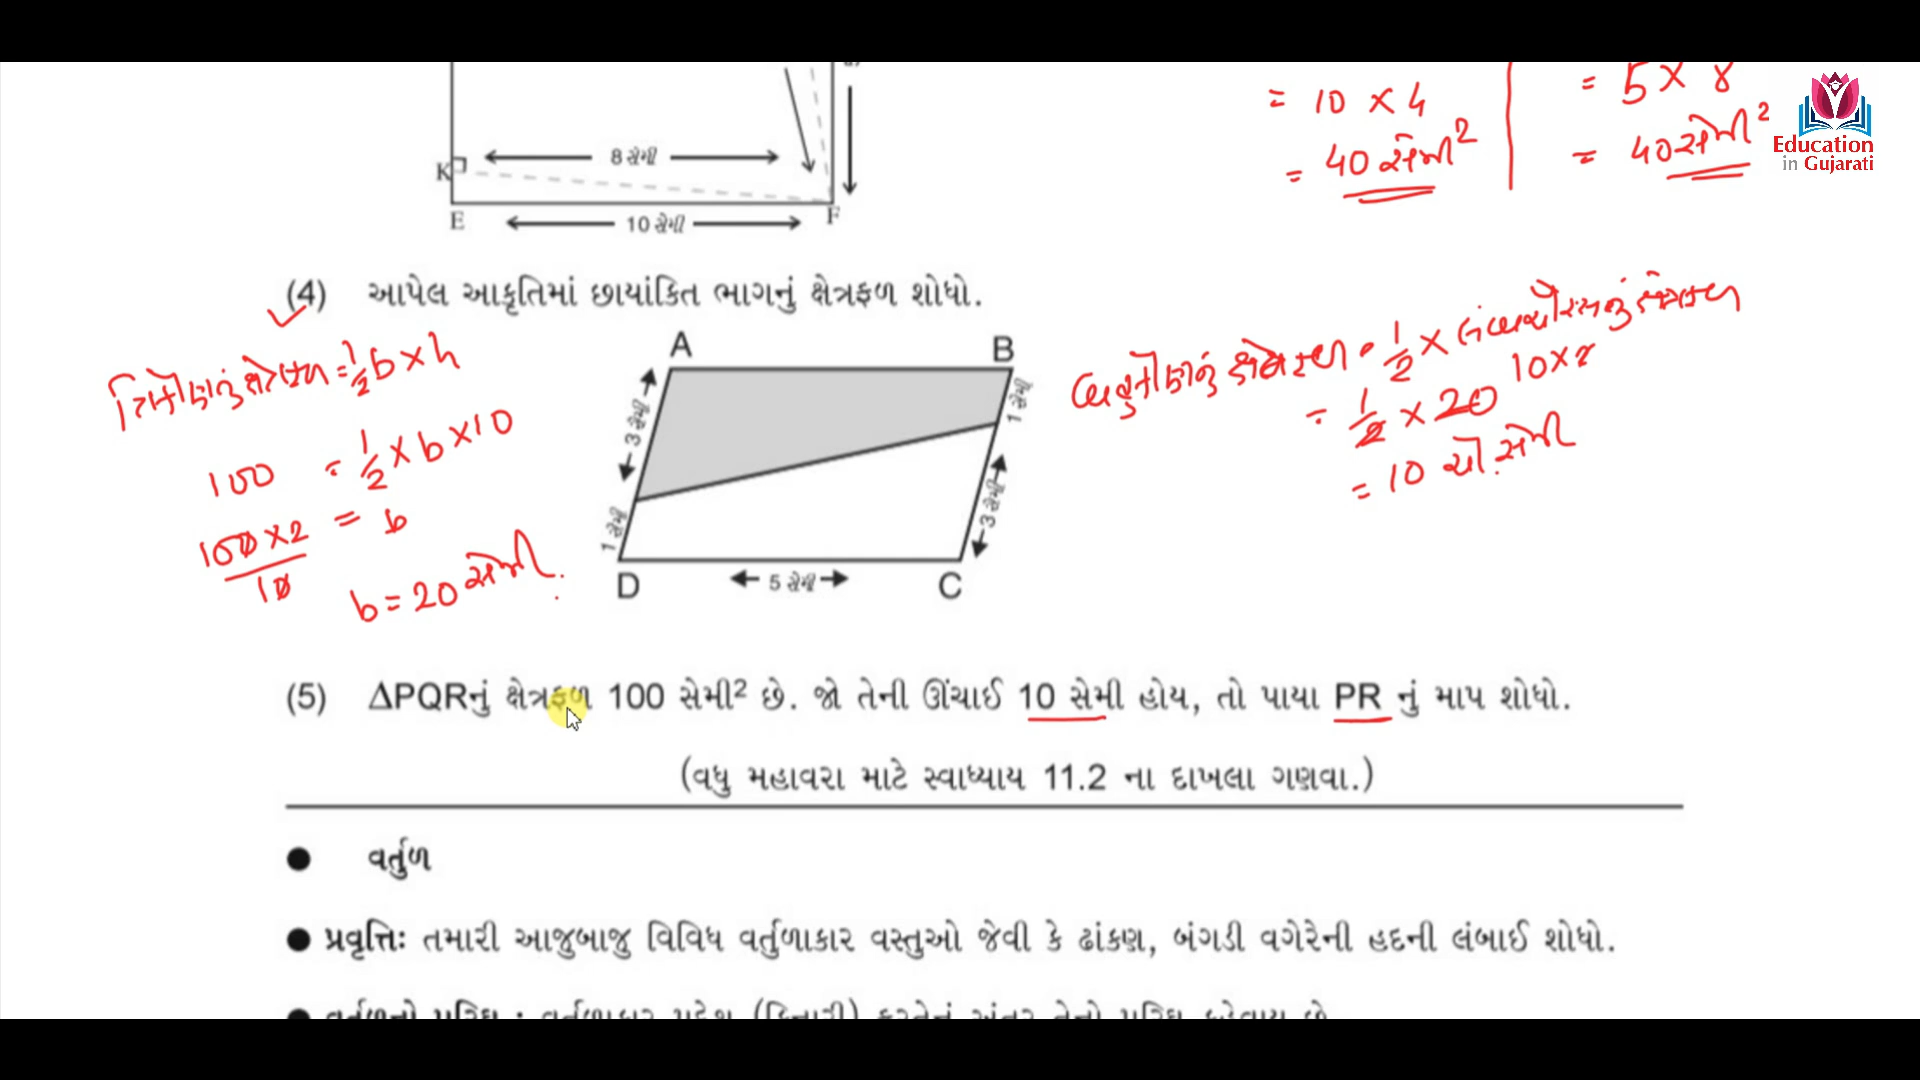 = 10 × 4
= 40 સેમી²
= 5 × 8
= 40 સેમી²
Education
in Gujarati
K
8 સેમી
E
10 સેમી
F
(4) આપેલ આકૃતિમાં છાયાંકિત ભાગનું ક્ષેત્રફળ શોધો.
ત્રિકોણનું ક્ષેત્રફળ = 1/2 b × h
100 = 1/2 × b × 10
100 × 2 / 10 = b
b = 20 સેમી.
A
B
3 સેમી
1 સેમી
1 સેમી
3 સેમી
D
5 સેમી
C
ક્ષેત્રફળ = 1/2 ×
10 × 2
= 1/2 × 20
= 10 ચો.સેમી
(5) ΔPQRનું ક્ષેત્રફળ 100 સેમી² છે. જો તેની ઊંચાઈ 10 સેમી હોય, તો પાયા PR નું માપ શોધો.
(વધુ મહાવરા માટે સ્વાધ્યાય 11.2 ના દાખલા ગણવા.)
● વર્તુળ
● પ્રવૃત્તિઃ તમારી આજુબાજુ વિવિધ વર્તુળાકાર વસ્તુઓ જેવી કે ઢાંકણ, બંગડી વગેરેની હદની લંબાઈ શોધો.